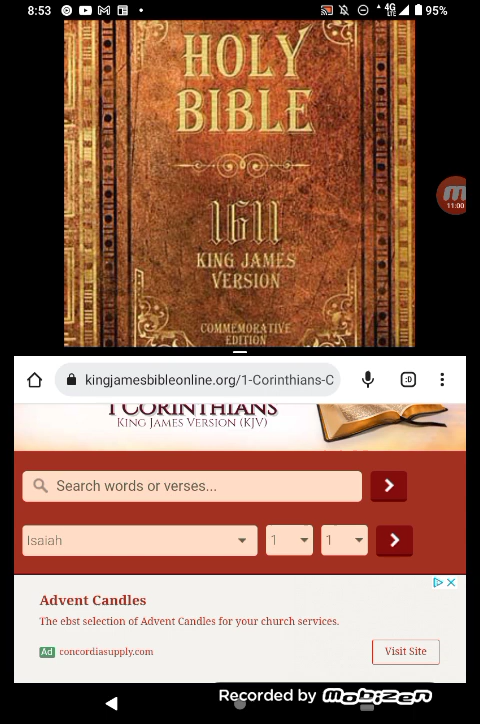 8:53
4G
LTE
95%
HOLY
BIBLE
1611
KING JAMES
VERSION
COMMEMORATIVE
EDITION
11:00
kingjamesbibleonline.org/1-Corinthians-C
:D
1 CORINTHIANS
KING JAMES VERSION (KJV)
Search words or verses...
Isaiah
1
1
Advent Candles
The ebst selection of Advent Candles for your church services.
Ad concordiasupply.com
Visit Site
Recorded by Mobizen